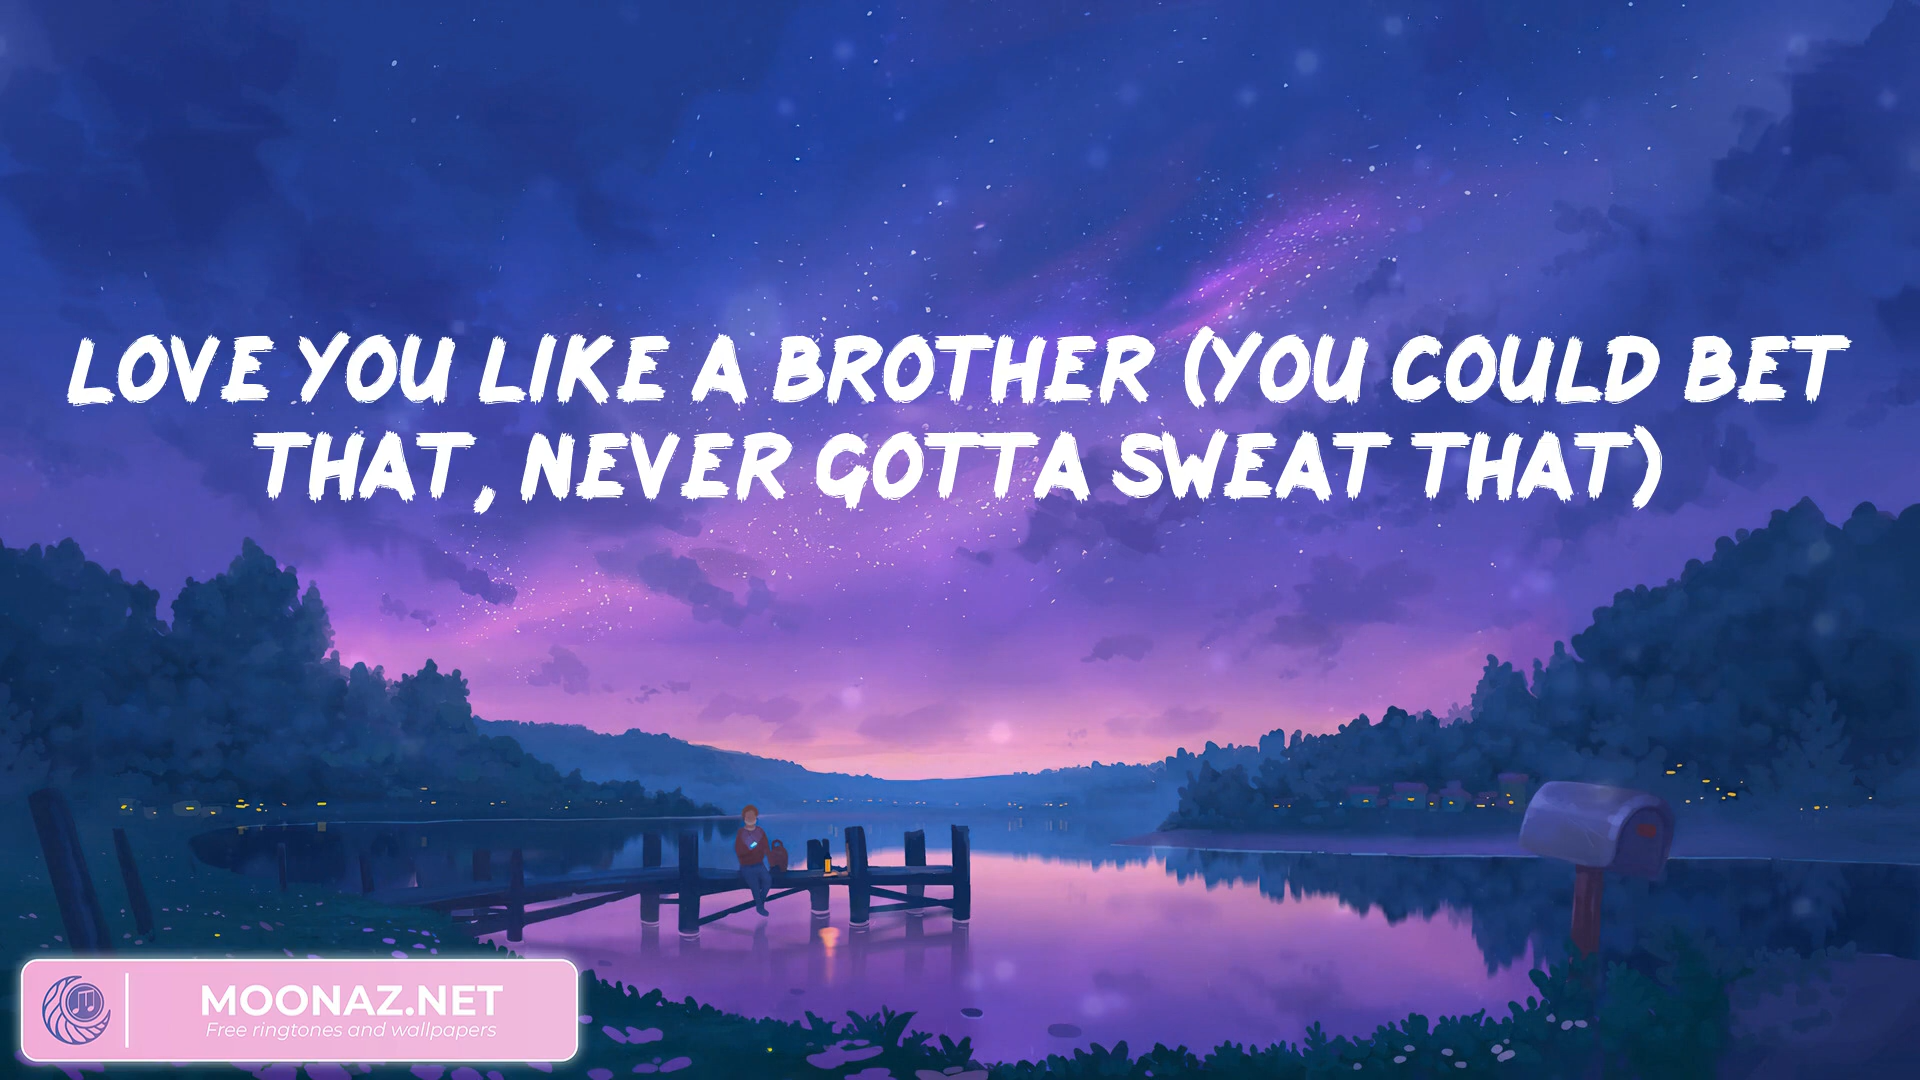 LOVE YOU LIKE A BROTHER (YOU COULD BET
THAT, NEVER GOTTA SWEAT THAT)
MOONAZ.NET
Free ringtones and wallpapers